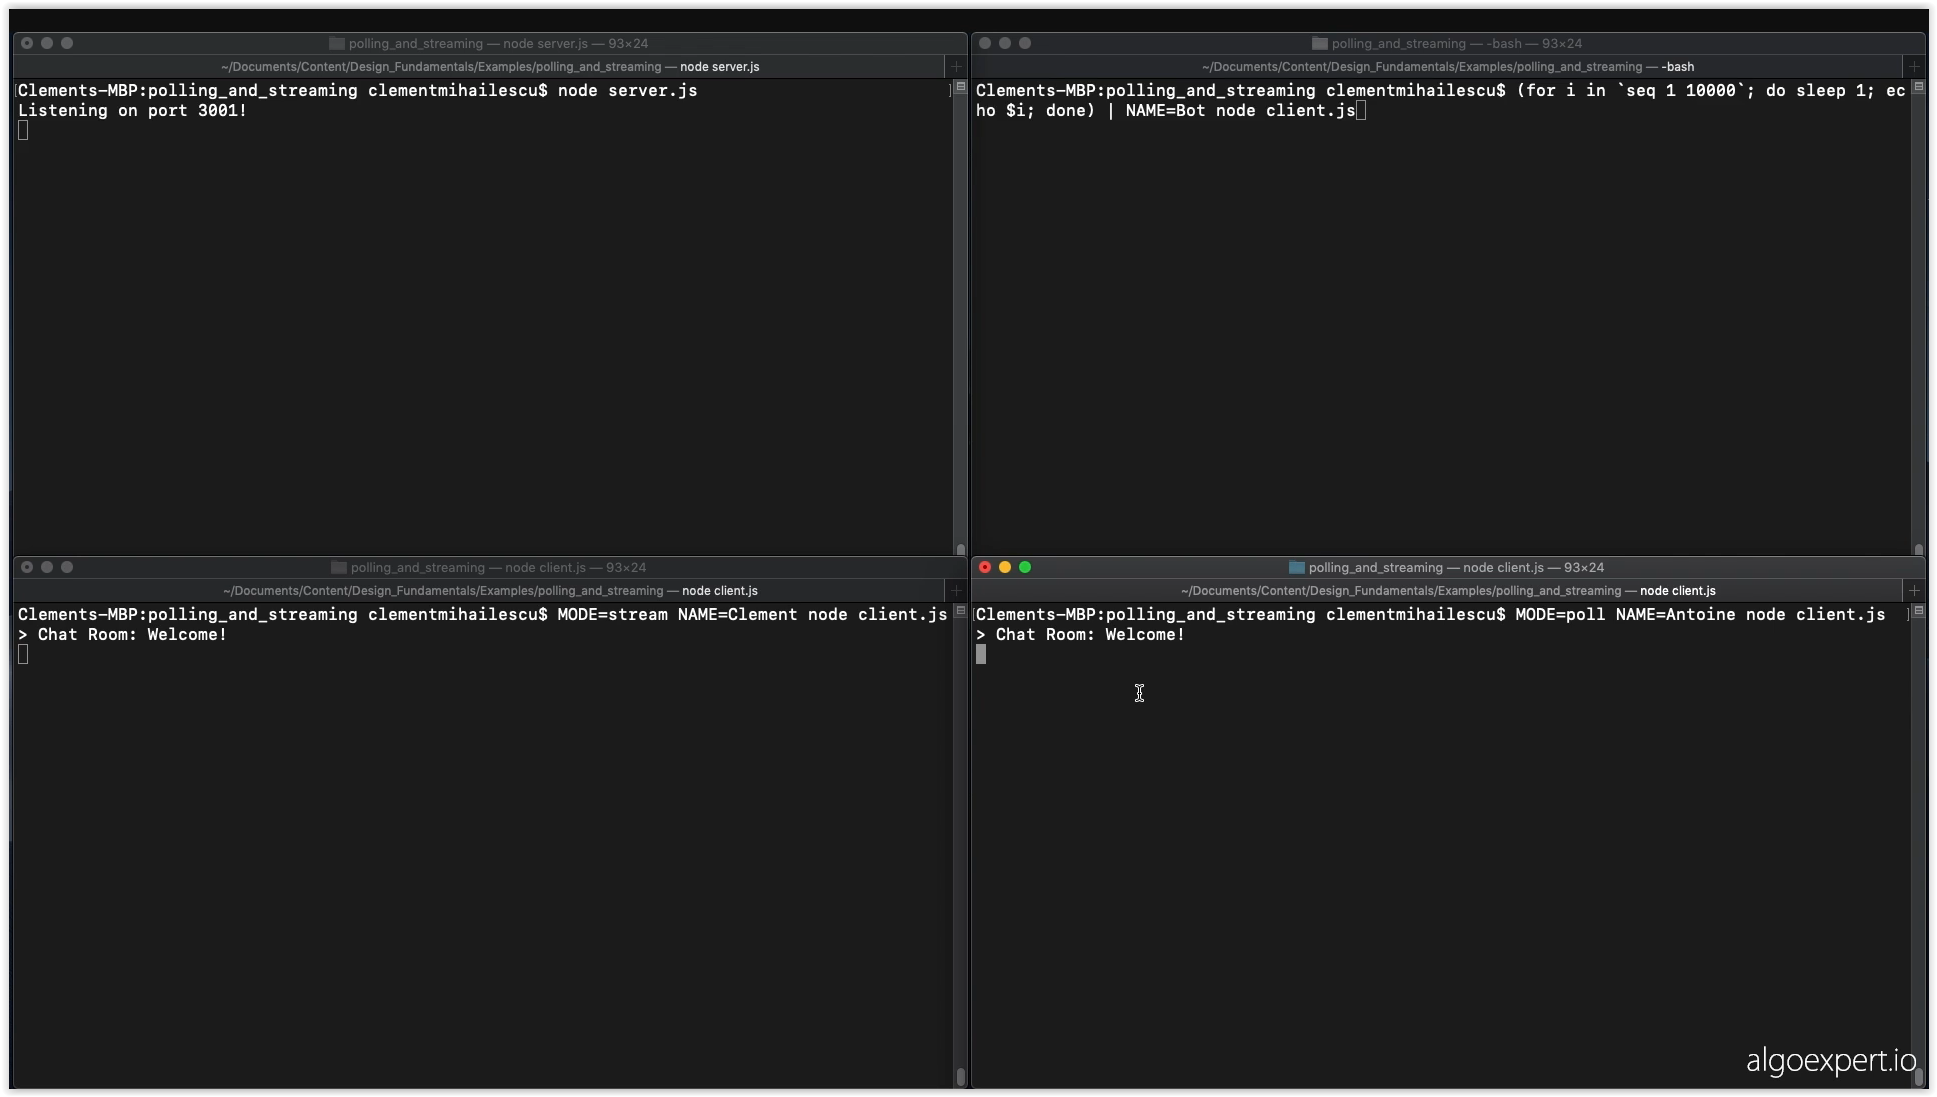 polling_and_streaming — node server.js — 93×24
~/Documents/Content/Design_Fundamentals/Examples/polling_and_streaming — node server.js
Clements-MBP:polling_and_streaming clementmihailescu$ node server.js
Listening on port 3001!
polling_and_streaming — -bash — 93×24
~/Documents/Content/Design_Fundamentals/Examples/polling_and_streaming — -bash
Clements-MBP:polling_and_streaming clementmihailescu$ (for i in `seq 1 10000`; do sleep 1; ec
ho $i; done) | NAME=Bot node client.js
polling_and_streaming — node client.js — 93×24
~/Documents/Content/Design_Fundamentals/Examples/polling_and_streaming — node client.js
Clements-MBP:polling_and_streaming clementmihailescu$ MODE=stream NAME=Clement node client.js
> Chat Room: Welcome!
polling_and_streaming — node client.js — 93×24
~/Documents/Content/Design_Fundamentals/Examples/polling_and_streaming — node client.js
Clements-MBP:polling_and_streaming clementmihailescu$ MODE=poll NAME=Antoine node client.js
> Chat Room: Welcome!
algoexpert.io